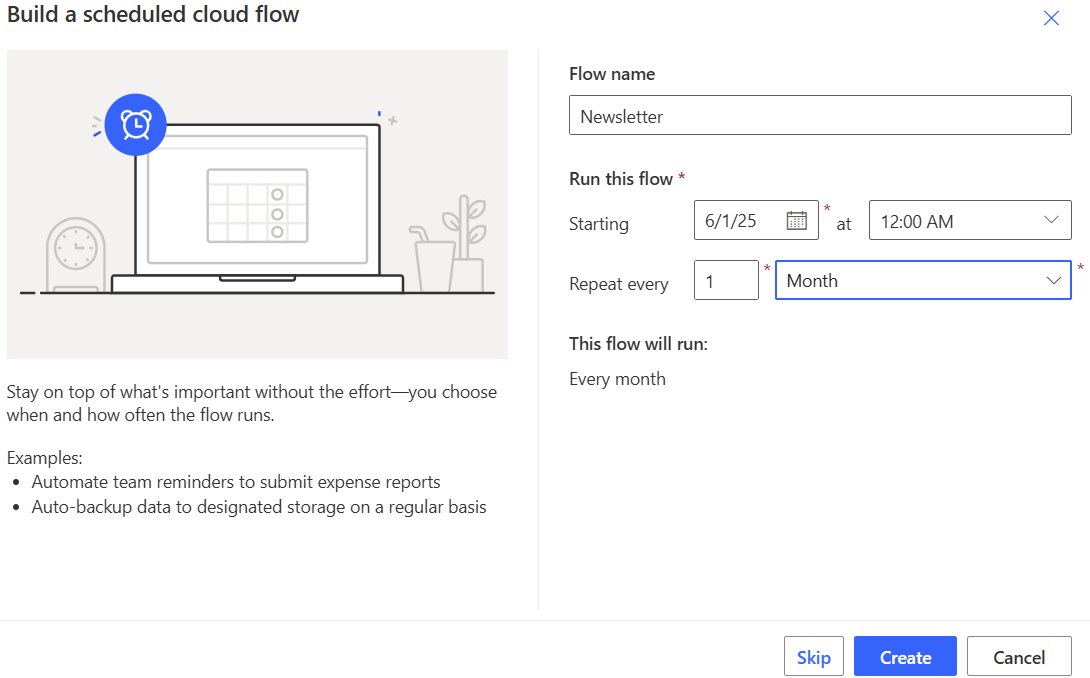 Build a scheduled cloud flow
Stay on top of what's important without the effort—you choose
when and how often the flow runs.
Examples:
• Automate team reminders to submit expense reports
• Auto-backup data to designated storage on a regular basis
Flow name
Newsletter
Run this flow *
Starting 6/1/25 * at 12:00 AM
Repeat every 1 * Month *
This flow will run:
Every month
Skip Create Cancel